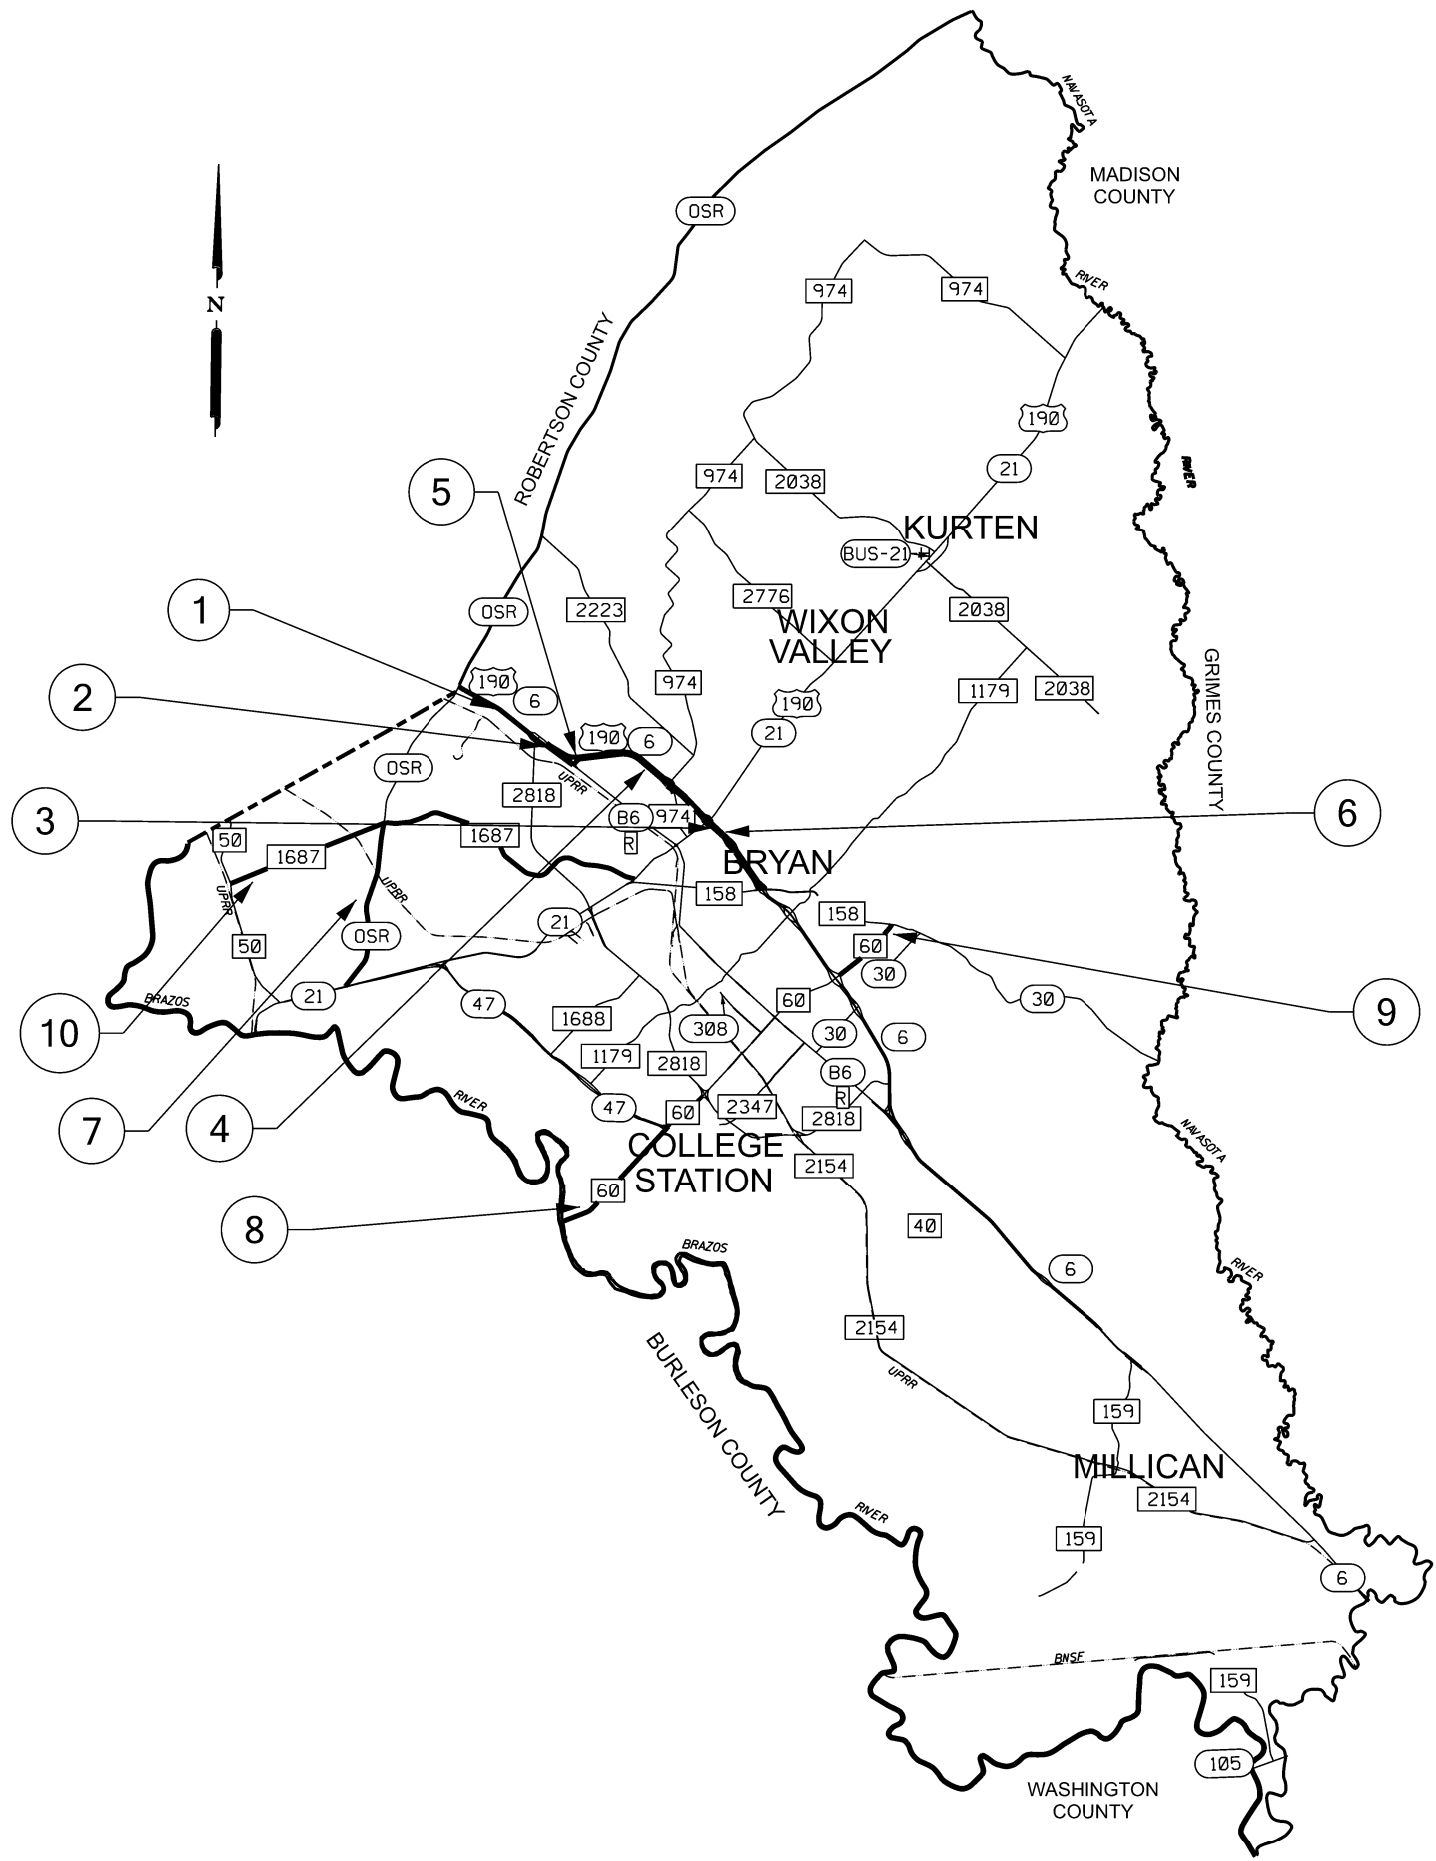 NAVASOTA
MADISON
COUNTY
OSR
RIVER
974
974
N
ROBERTSON COUNTY
190
21
RIVER
974
2038
5
KURTEN
BUS-21
1
OSR
2223
2776
2038
WIXON
VALLEY
GRIMES COUNTY
2
190
6
974
1179
2038
190
190
6
21
OSR
UPRR
2818
3
B6
974
R
6
50
1687
1687
BRYAN
UPRR
UPRR
158
158
21
50
OSR
60
30
9
21
BRAZOS
47
60
30
10
1688
308
30
6
1179
2818
B6
RIVER
47
60
2347
R
2818
7
4
COLLEGE
STATION
NAVASOTA
2154
60
8
40
BRAZOS
6
RIVER
2154
BURLESON COUNTY
UPRR
159
MILLICAN
2154
RIVER
159
6
BNSF
159
105
WASHINGTON
COUNTY